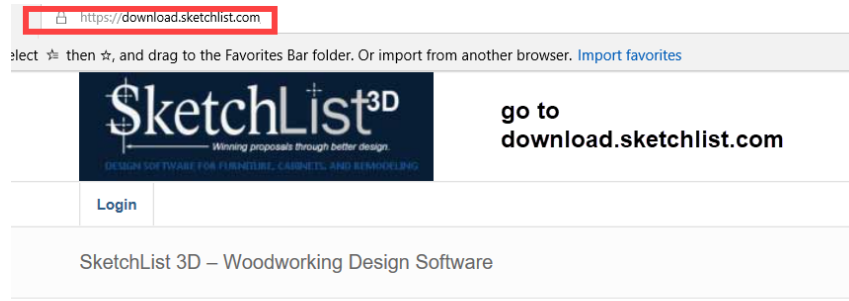 https://download.sketchlist.com
elect then , and drag to the Favorites Bar folder. Or import from another browser. Import favorites
SketchList3D
Winning proposals through better design.
DESIGN SOFTWARE FOR FURNITURE, CABINETS, AND REMODELING
go to
download.sketchlist.com
Login
SketchList 3D – Woodworking Design Software